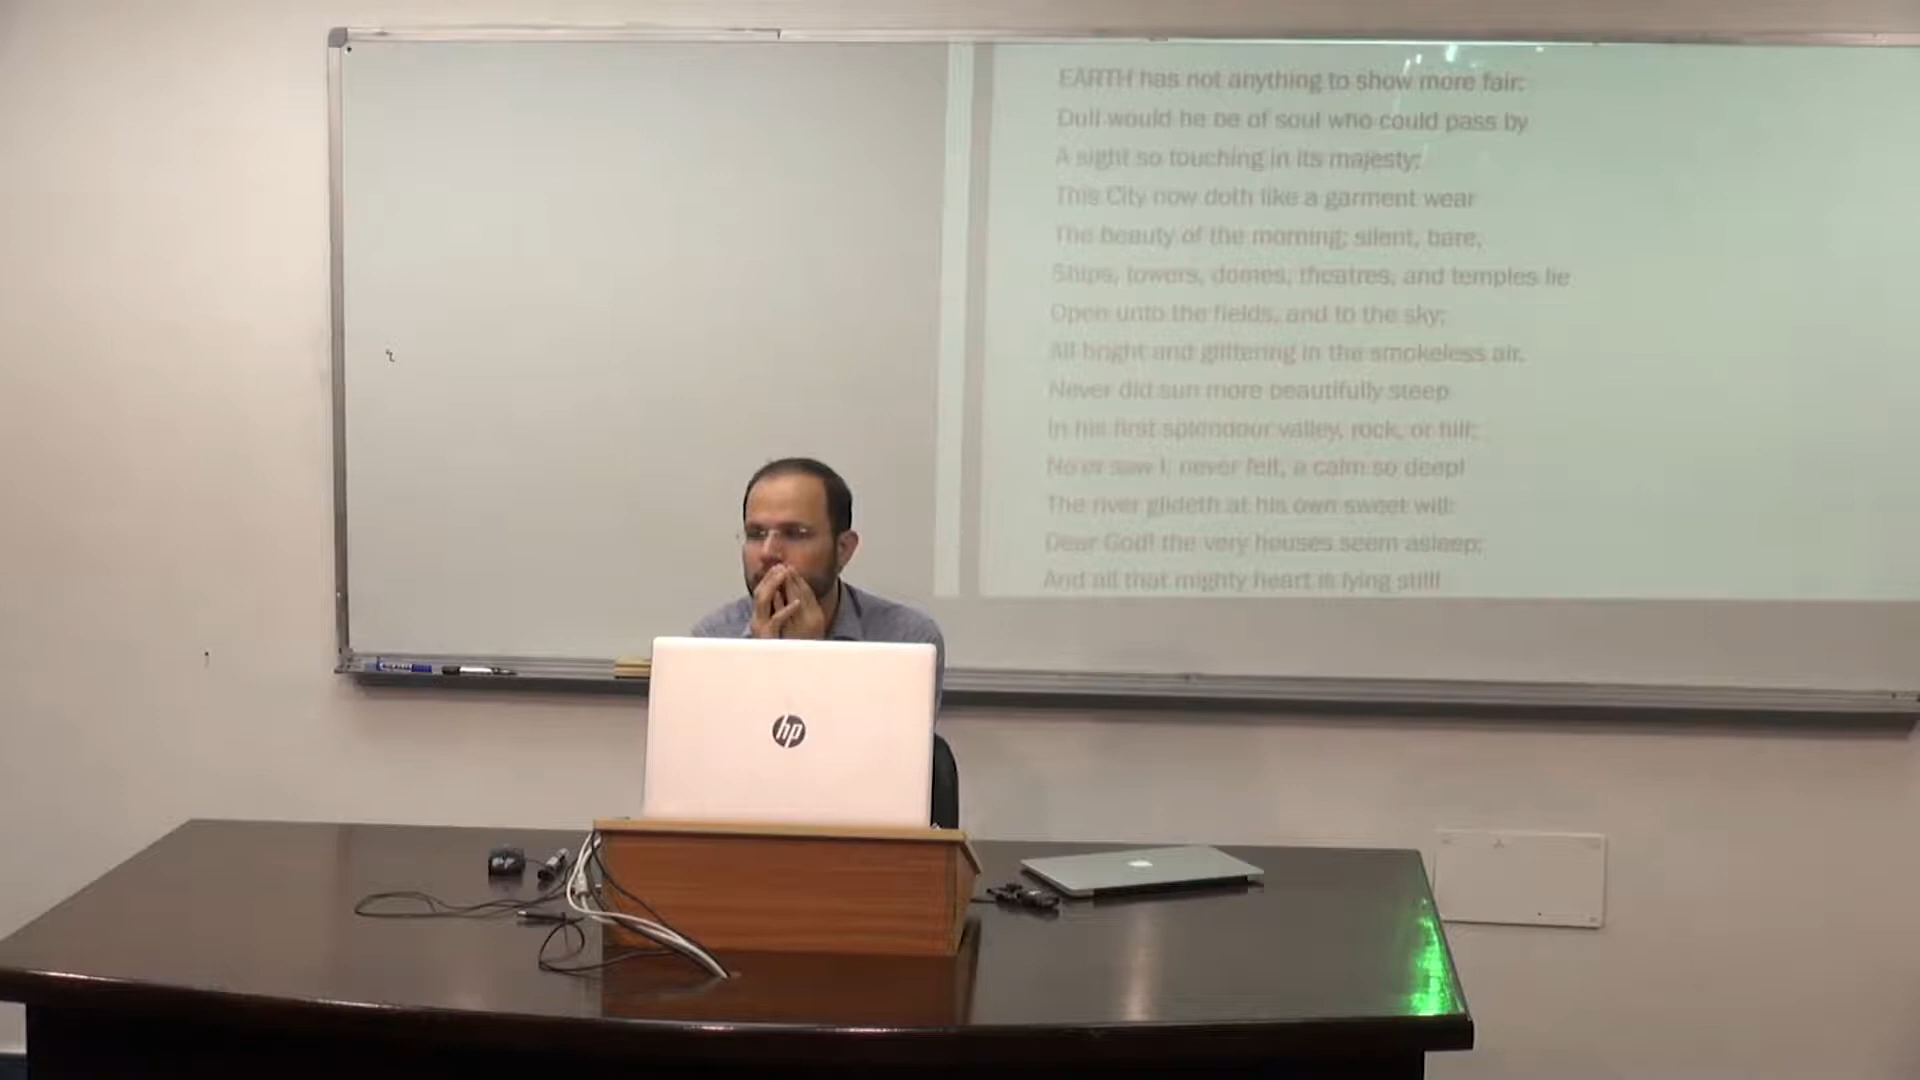 EARTH has not anything to show more fair:
Dull would he be of soul who could pass by
A sight so touching in its majesty:
This City now doth like a garment wear
The beauty of the morning; silent, bare,
Ships, towers, domes, theatres, and temples lie
Open unto the fields, and to the sky;
All bright and glittering in the smokeless air.
Never did sun more beautifully steep
In his first splendour valley, rock, or hill;
Ne'er saw I, never felt, a calm so deep!
The river glideth at his own sweet will:
Dear God! the very houses seem asleep;
And all that mighty heart is lying still!
hp